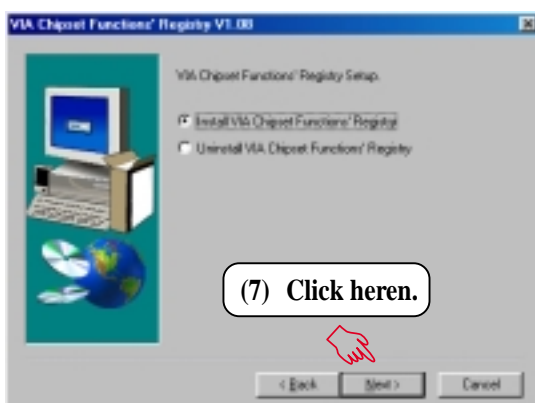 VIA Chipset Functions' Registry V1.08
VIA Chipset Functions' Registry Setup.
Install VIA Chipset Functions' Registry
Uninstall VIA Chipset Functions' Registry
(7) Click heren.
< Back
Next >
Cancel